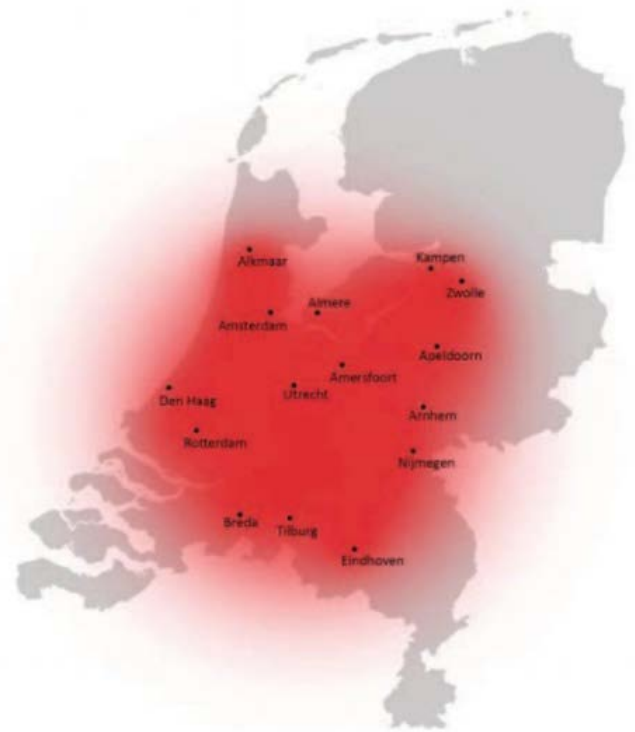 Alkmaar
Kampen
Zwolle
Almere
Amsterdam
Apeldoorn
Amersfoort
Utrecht
Den Haag
Arnhem
Rotterdam
Nijmegen
Breda
Tilburg
Eindhoven